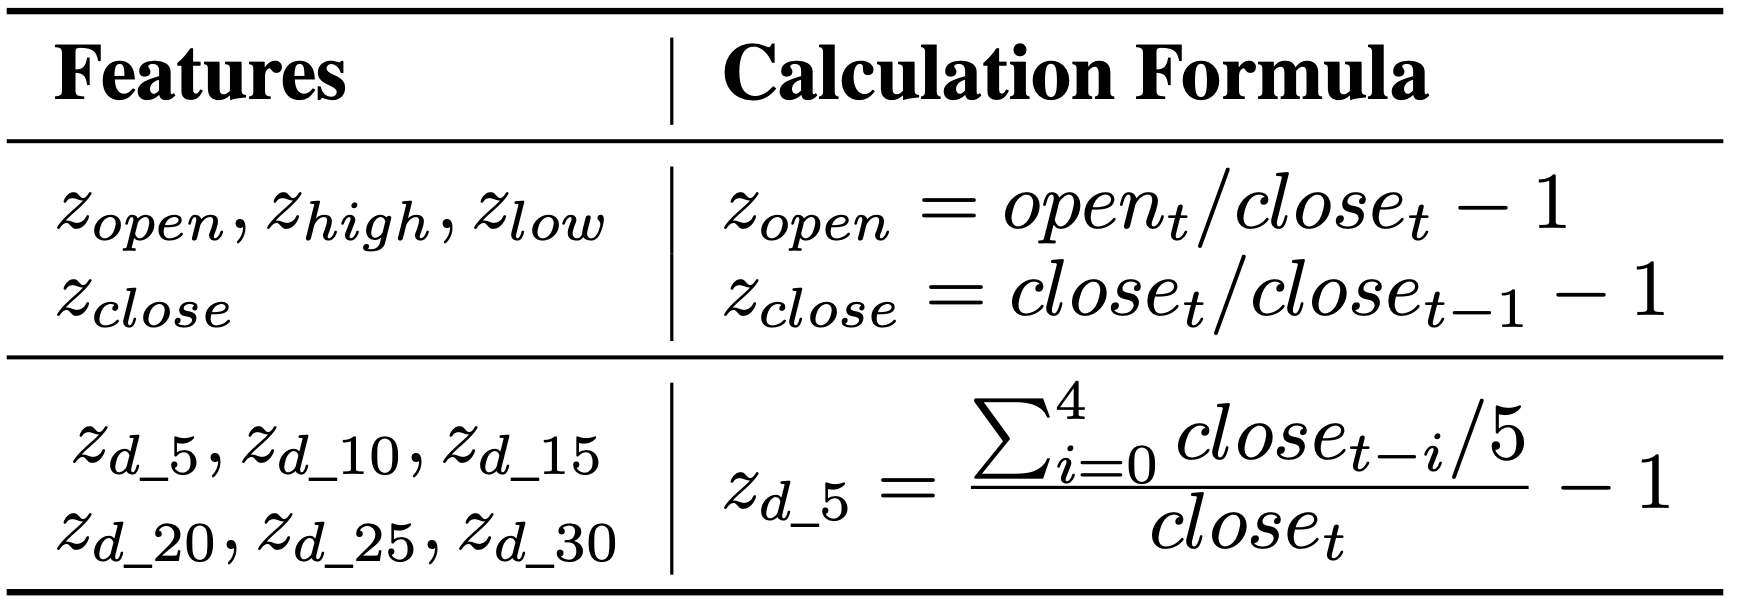 Features | Calculation Formula
z_{open}, z_{high}, z_{low} | z_{open} = open_t/close_t − 1
z_{close} | z_{close} = close_t/close_{t−1} − 1
z_{d\_5}, z_{d\_10}, z_{d\_15}
z_{d\_20}, z_{d\_25}, z_{d\_30} | z_{d\_5} = \frac{\sum_{i=0}^{4} close_{t−i}/5}{close_t} − 1